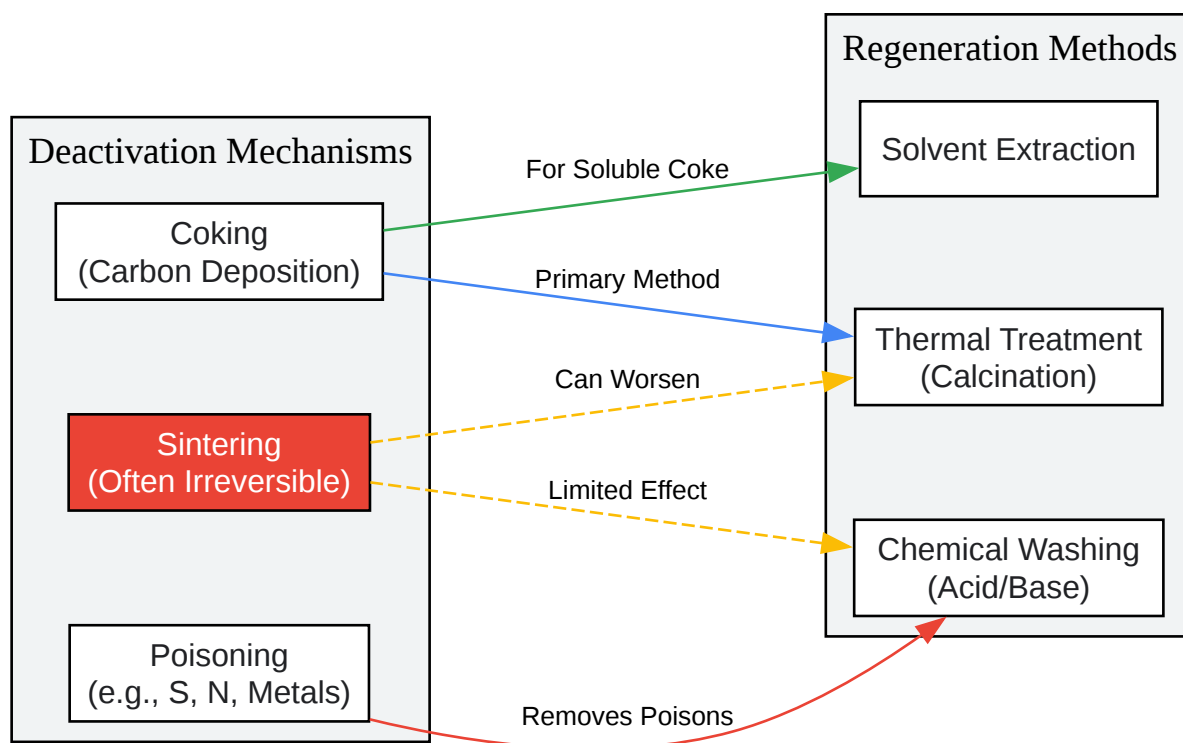 Deactivation Mechanisms
Coking
(Carbon Deposition)
Sintering
(Often Irreversible)
Poisoning
(e.g., S, N, Metals)
For Soluble Coke
Primary Method
Can Worsen
Limited Effect
Removes Poisons
Regeneration Methods
Solvent Extraction
Thermal Treatment
(Calcination)
Chemical Washing
(Acid/Base)